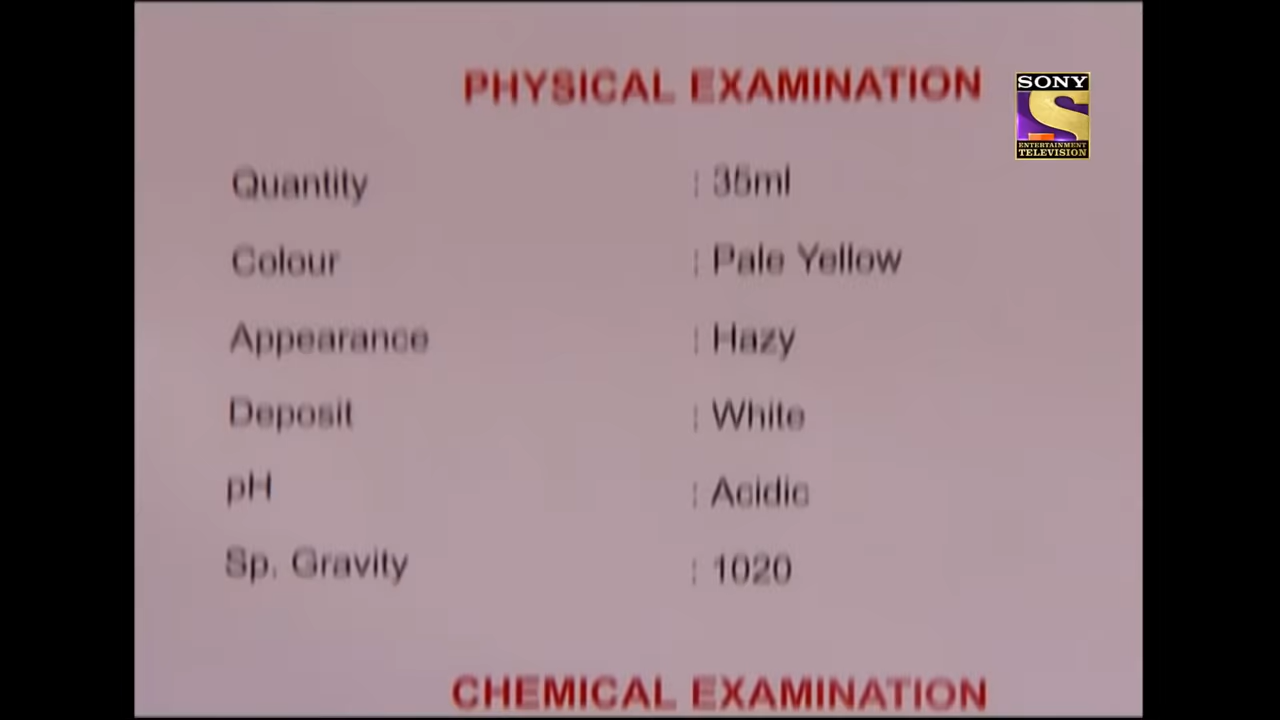 PHYSICAL EXAMINATION
SONY
ENTERTAINMENT
TELEVISION
Quantity : 35ml
Colour : Pale Yellow
Appearance : Hazy
Deposit : White
pH : Acidic
Sp. Gravity : 1020
CHEMICAL EXAMINATION